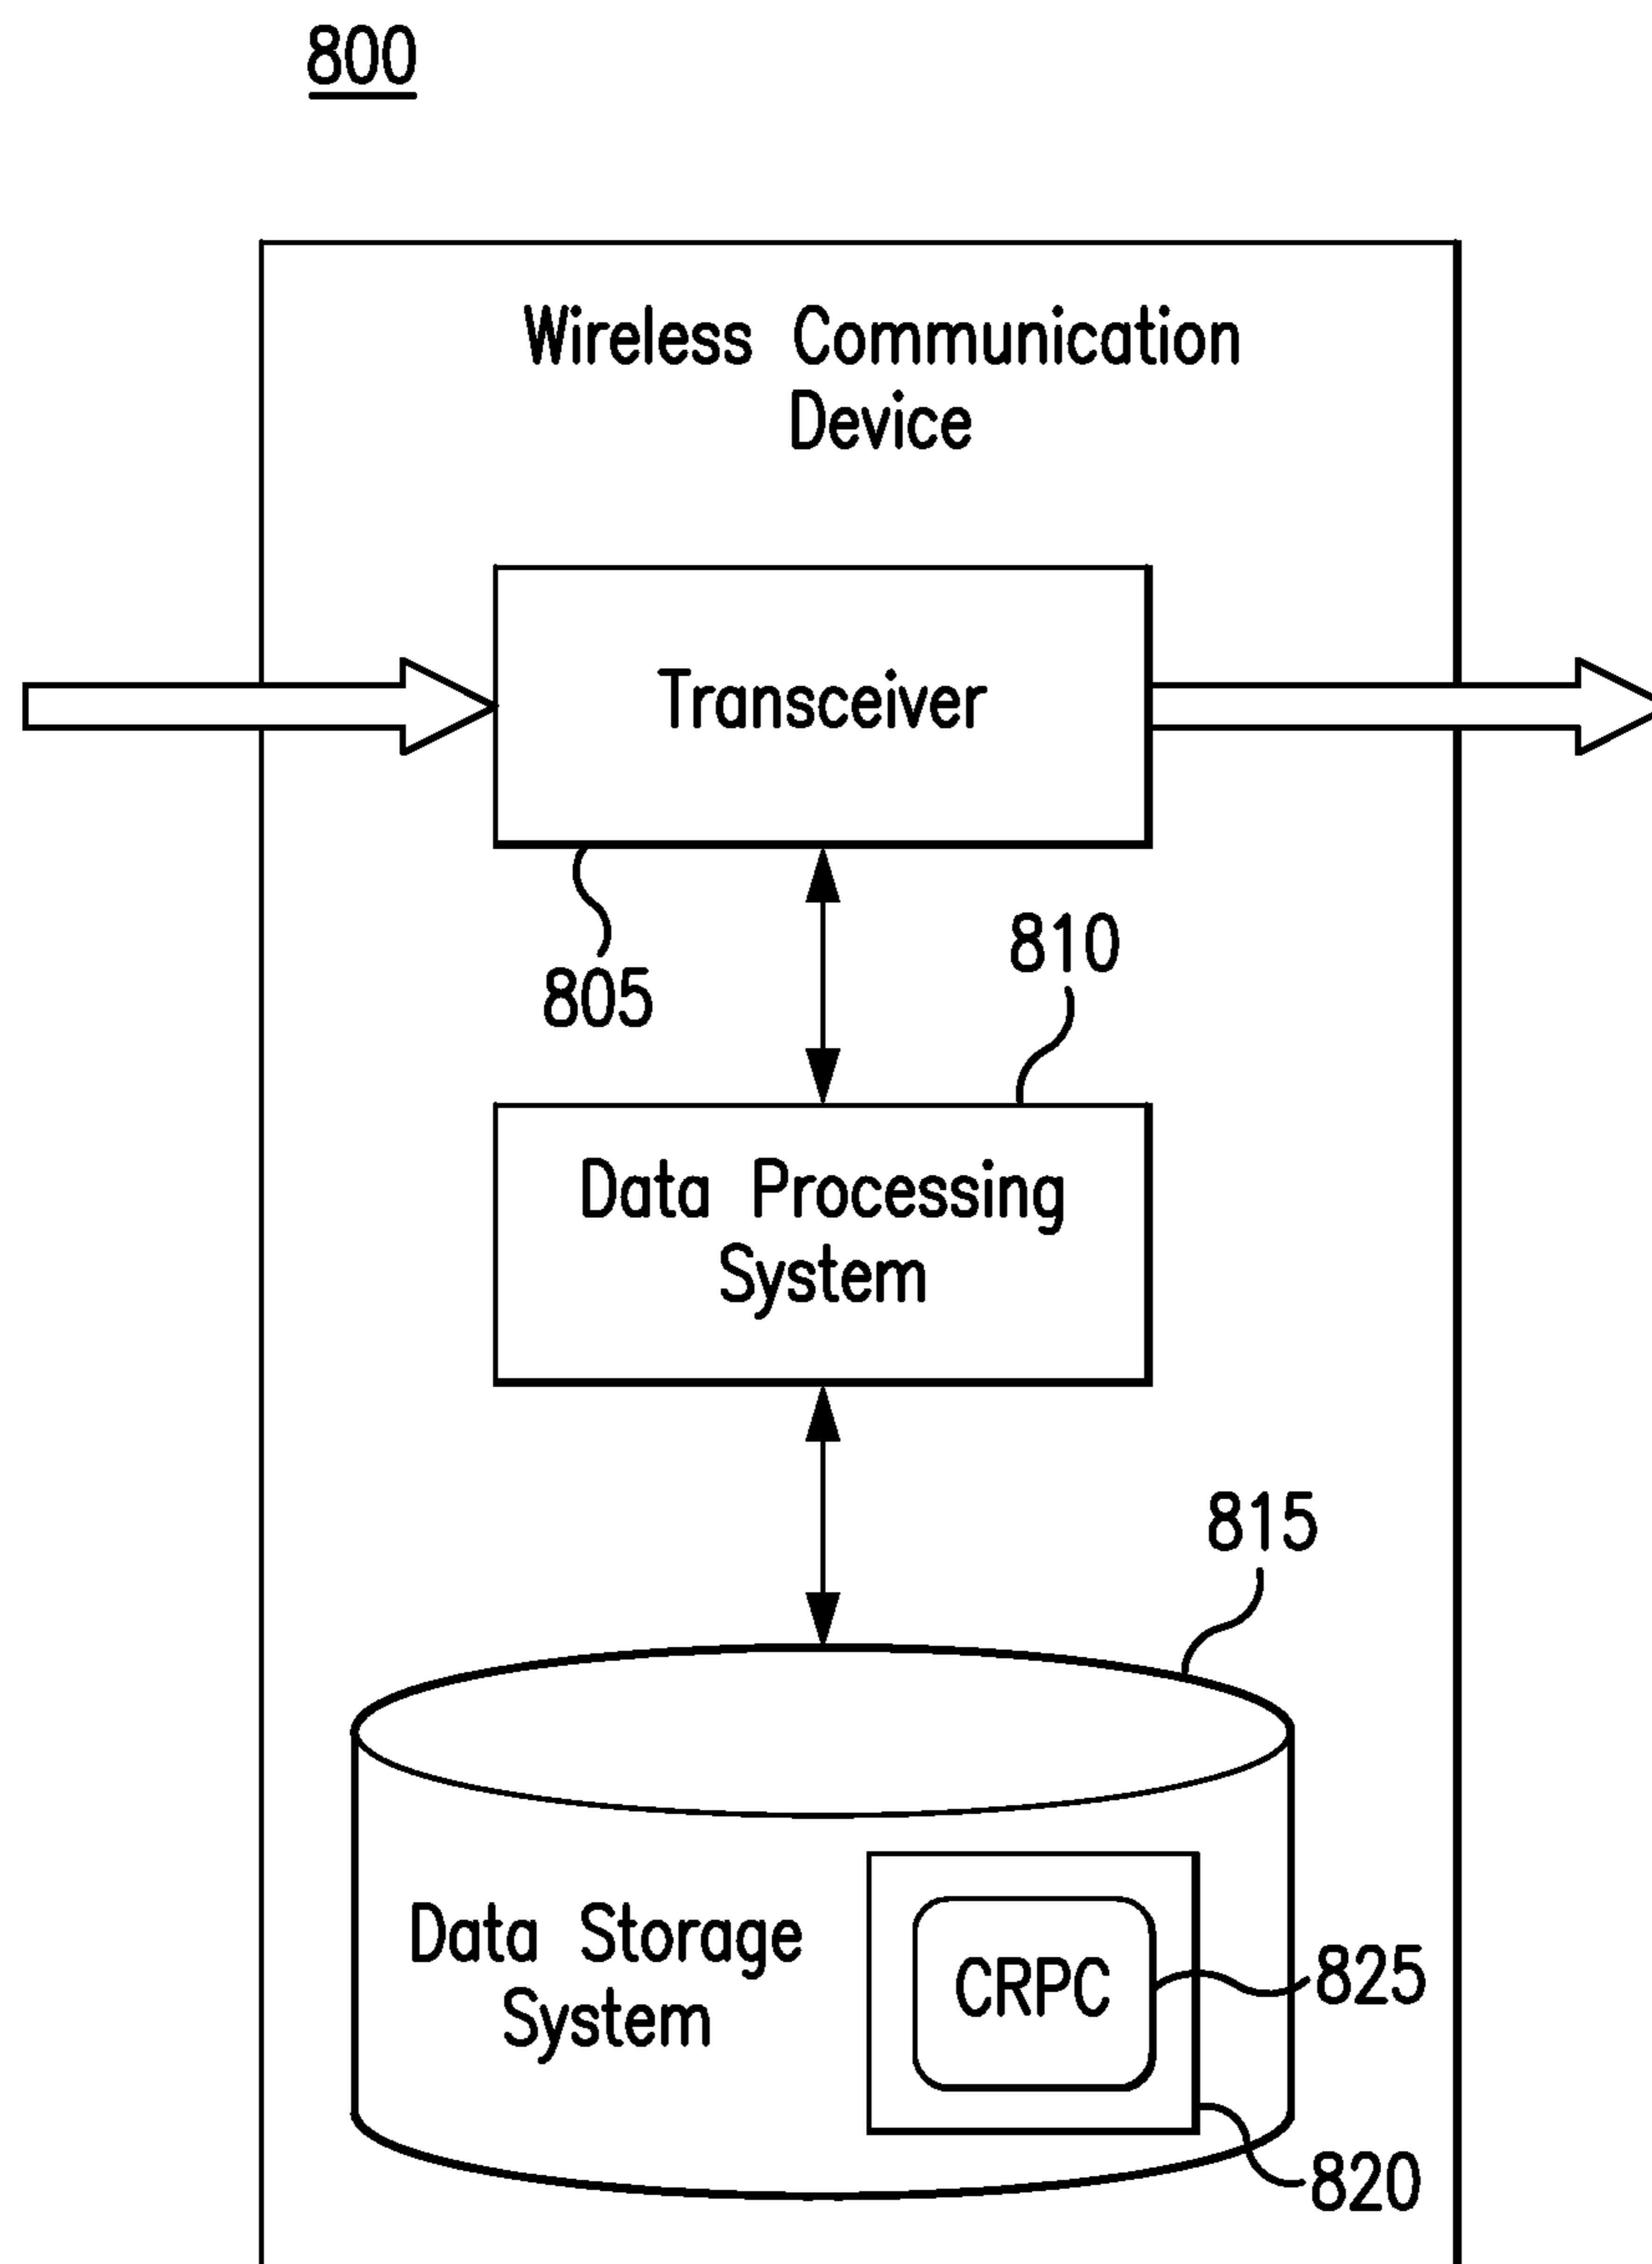 800
Wireless Communication
Device
Transceiver
805
810
Data Processing
System
815
Data Storage
System
CRPC
825
820